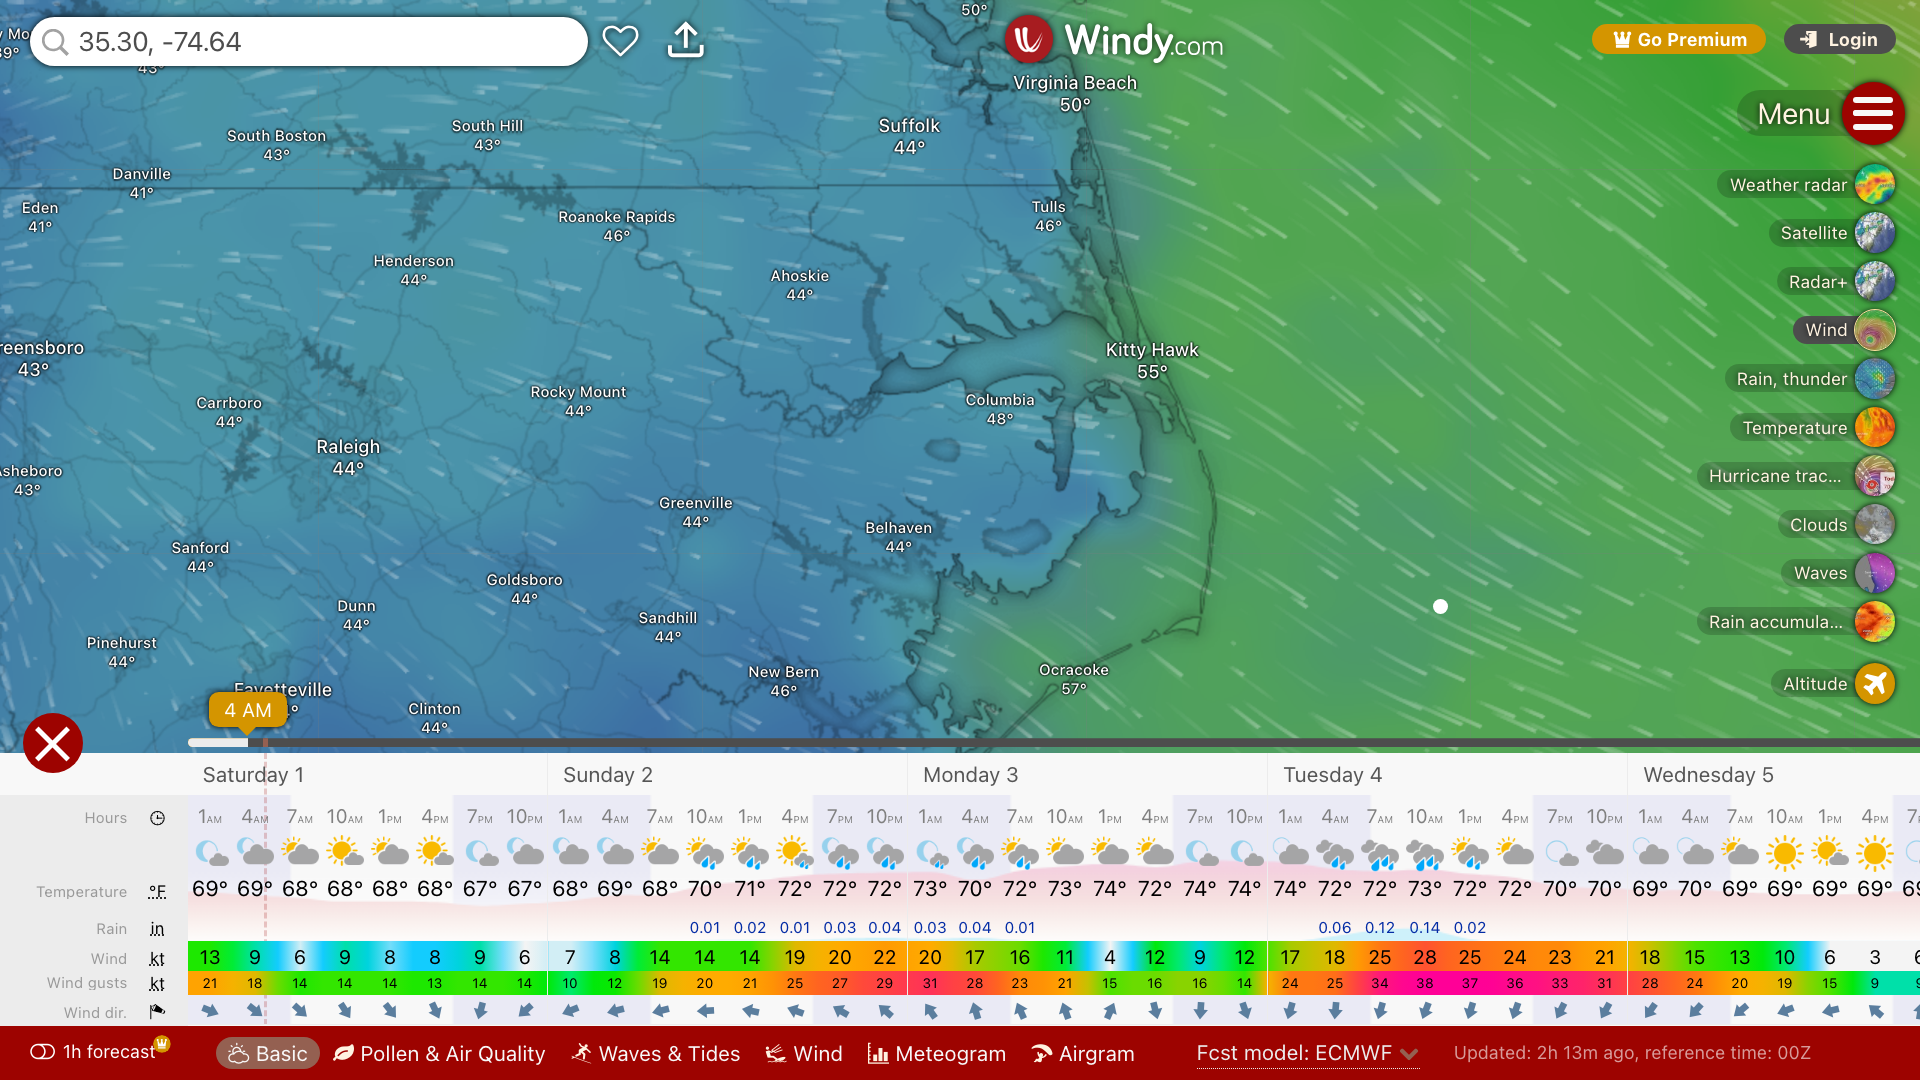 50°
35.30, -74.64
Windy.com
Go Premium
Login
43°
Virginia Beach
50°
Menu
South Boston
43°
South Hill
43°
Suffolk
44°
Danville
41°
Weather radar
Eden
41°
Roanoke Rapids
46°
Tulls
46°
Satellite
Henderson
44°
Ahoskie
44°
Radar+
Wind
reensboro
43°
Kitty Hawk
55°
Rain, thunder
Carrboro
44°
Rocky Mount
44°
Columbia
48°
Temperature
Raleigh
44°
sheboro
43°
Hurricane trac...
Greenville
44°
Belhaven
44°
Clouds
Sanford
44°
Goldsboro
44°
Waves
Dunn
44°
Sandhill
44°
Rain accumula...
Pinehurst
44°
New Bern
46°
Ocracoke
57°
Altitude
Fayetteville
4 AM
Clinton
44°
Saturday 1 Sunday 2 Monday 3 Tuesday 4 Wednesday 5
Hours 1AM 4AM 7AM 10AM 1PM 4PM 7PM 10PM 1AM 4AM 7AM 10AM 1PM 4PM 7PM 10PM 1AM 4AM 7AM 10AM 1PM 4PM 7PM 10PM 1AM 4AM 7AM 10AM 1PM 4PM 7PM 10PM 1AM 4AM 7AM 10AM 1PM 4PM
Temperature °F 69° 69° 68° 68° 68° 68° 67° 67° 68° 69° 68° 70° 71° 72° 72° 72° 73° 70° 72° 73° 74° 72° 74° 74° 74° 72° 72° 73° 72° 72° 70° 70° 69° 70° 69° 69° 69° 69° 69
Rain in 0.01 0.02 0.01 0.03 0.04 0.03 0.04 0.01 0.06 0.12 0.14 0.02
Wind kt 13 9 6 9 8 8 9 6 7 8 14 14 14 19 20 22 20 17 16 11 4 12 9 12 17 18 25 28 25 24 23 21 18 15 13 10 6 3 6
Wind gusts kt 21 18 14 14 14 13 14 14 10 12 19 20 21 25 27 29 31 28 23 21 15 16 16 14 24 25 34 38 37 36 33 31 28 24 20 19 15 9 9
Wind dir.
1h forecast Basic Pollen & Air Quality Waves & Tides Wind Meteogram Airgram Fcst model: ECMWF Updated: 2h 13m ago, reference time: 00Z